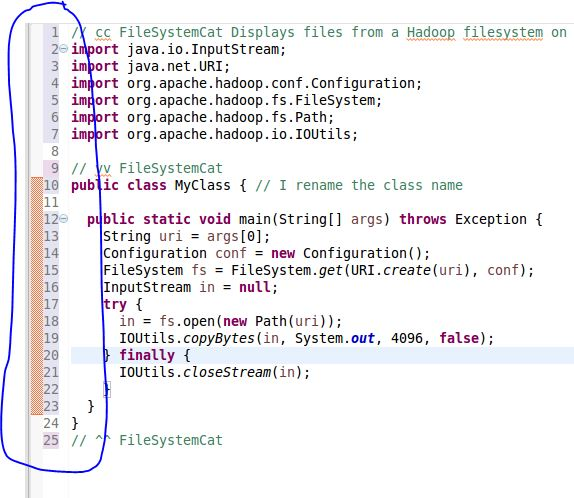 1 // cc FileSystemCat Displays files from a Hadoop filesystem on
2 import java.io.InputStream;
3 import java.net.URI;
4 import org.apache.hadoop.conf.Configuration;
5 import org.apache.hadoop.fs.FileSystem;
6 import org.apache.hadoop.fs.Path;
7 import org.apache.hadoop.io.IOUtils;
8
9 // vv FileSystemCat
10 public class MyClass { // I rename the class name
11
12 public static void main(String[] args) throws Exception {
13 String uri = args[0];
14 Configuration conf = new Configuration();
15 FileSystem fs = FileSystem.get(URI.create(uri), conf);
16 InputStream in = null;
17 try {
18 in = fs.open(new Path(uri));
19 IOUtils.copyBytes(in, System.out, 4096, false);
20 } finally {
21 IOUtils.closeStream(in);
22 }
23 }
24 }
25 // ^^ FileSystemCat